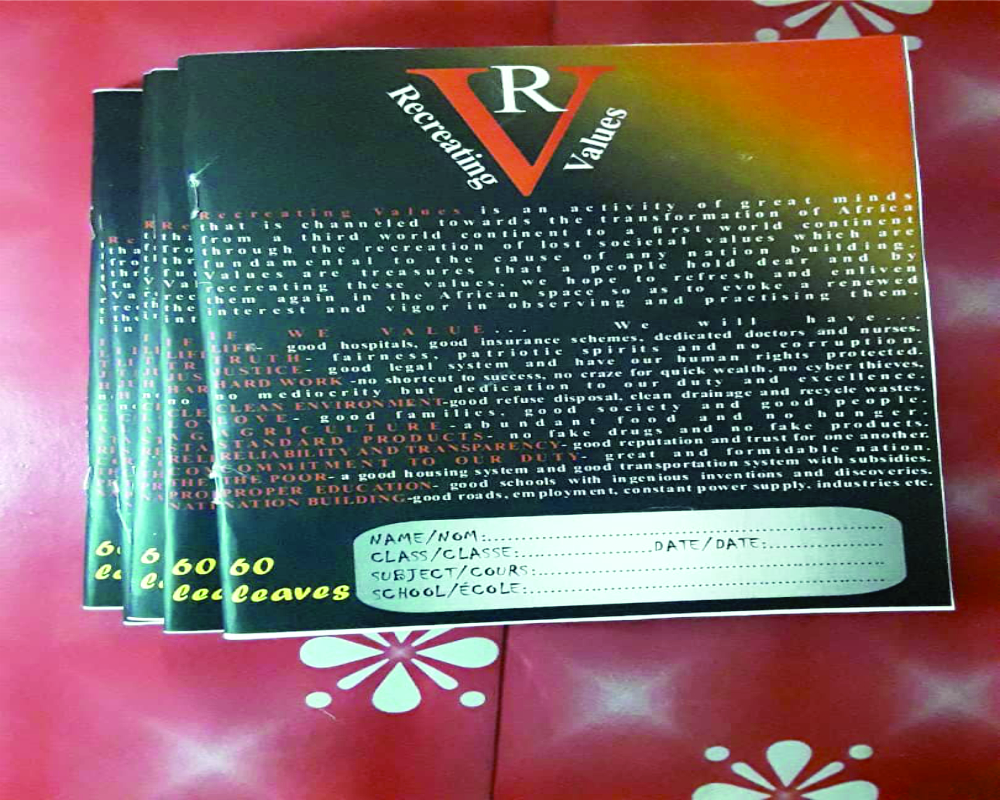 VR
Recreating Values
Recreating Values is an activity of great minds
that is channeled towards the transformation of Africa
from a third world continent to a first world continent
through the recreation of lost societal values which are
fundamental to the cause of any nation building.
Values are treasures that a people hold dear and by
recreating these values, we hope to refresh and enliven
them again in the African space so as to evoke a renewed
interest and vigor in observing and practising them.
IF WE VALUE... We will have...
LIFE- good hospitals, good insurance schemes, dedicated doctors and nurses.
TRUTH- fairness, patriotic spirits and no corruption.
JUSTICE- good legal system and have our human rights protected.
HARD WORK -no shortcut to success, no craze for quick wealth, no cyber thieves,
no mediocrity but dedication to our duty and excellence.
CLEAN ENVIRONMENT-good refuse disposal, clean drainage and recycle wastes.
LOVE- good families, good society and good people.
AGRICULTURE-abundant food and no hunger.
STANDARD PRODUCTS- no fake drugs and no fake products.
RELIABILITY AND TRANSPARENCY- good reputation and trust for one another.
COMMITMENT TO OUR DUTY- great and formidable nation.
THE POOR- a good housing system and good transportation system with subsidies.
PROPER EDUCATION- good schools with ingenious inventions and discoveries.
NATION BUILDING-good roads, employment, constant power supply, industries etc.
60
leaves
NAME/NOM:
CLASS/CLASSE: DATE/DATE:
SUBJECT/COURS:
SCHOOL/ÉCOLE: